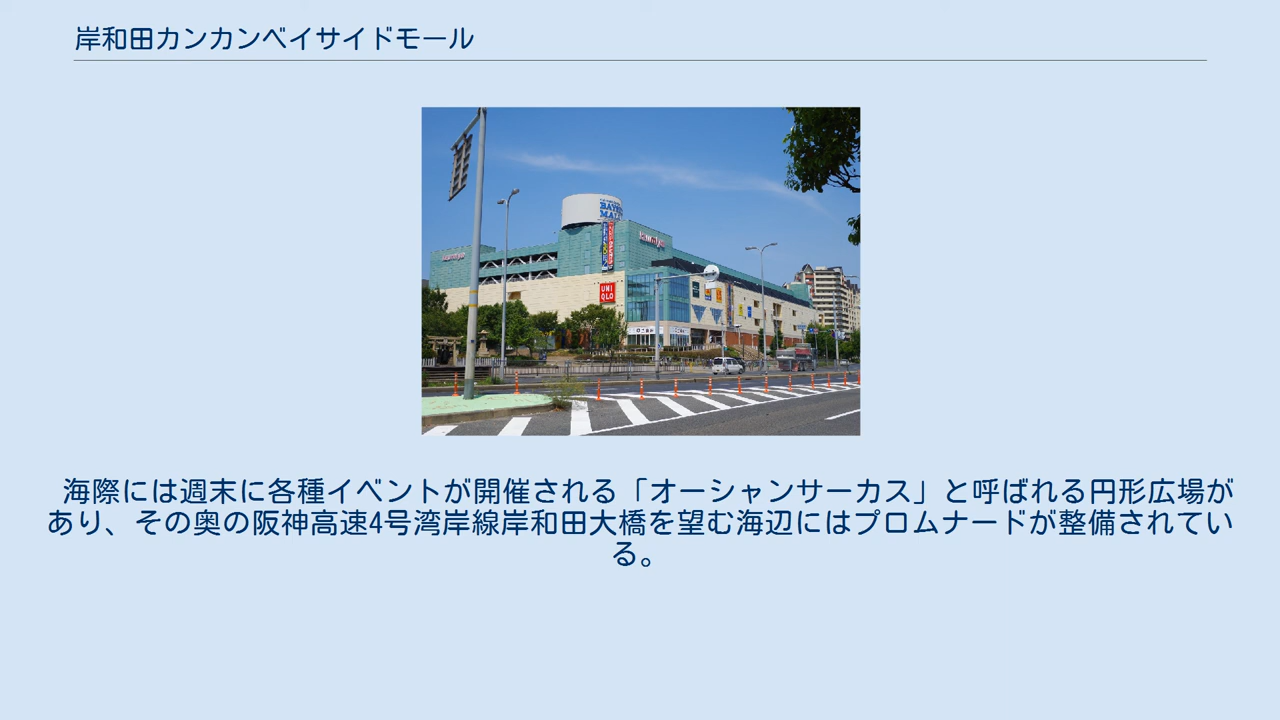 岸和田カンカンベイサイドモール
BAYSIDE
MALL
UNI
QLO
海際には週末に各種イベントが開催される「オーシャンサーカス」と呼ばれる円形広場が
あり、その奥の阪神高速4号湾岸線岸和田大橋を望む海辺にはプロムナードが整備されてい
る。